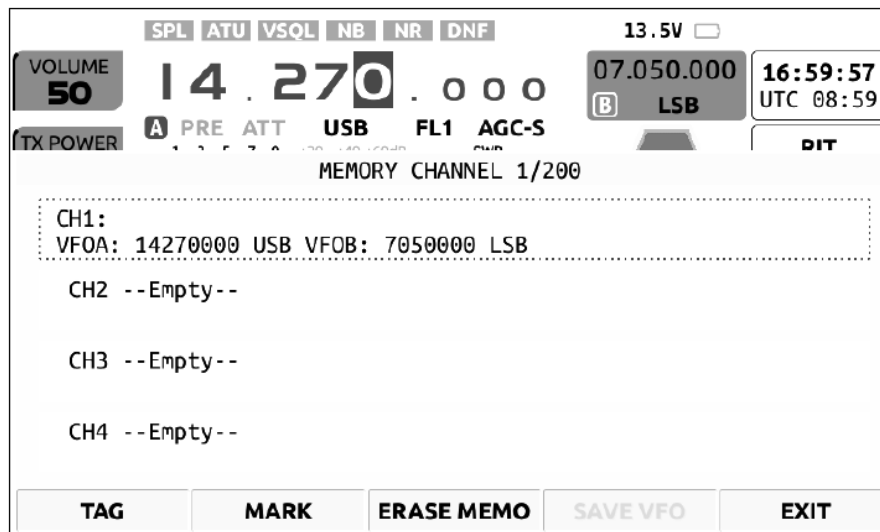 SPL ATU VSQL NB NR DNF 13.5V
VOLUME
50
14.270.000
07.050.000
B LSB
16:59:57
UTC 08:59
A PRE ATT USB FL1 AGC-S
TX POWER
RIT
MEMORY CHANNEL 1/200
CH1:
VFOA: 14270000 USB VFOB: 7050000 LSB
CH2 --Empty--
CH3 --Empty--
CH4 --Empty--
TAG MARK ERASE MEMO SAVE VFO EXIT